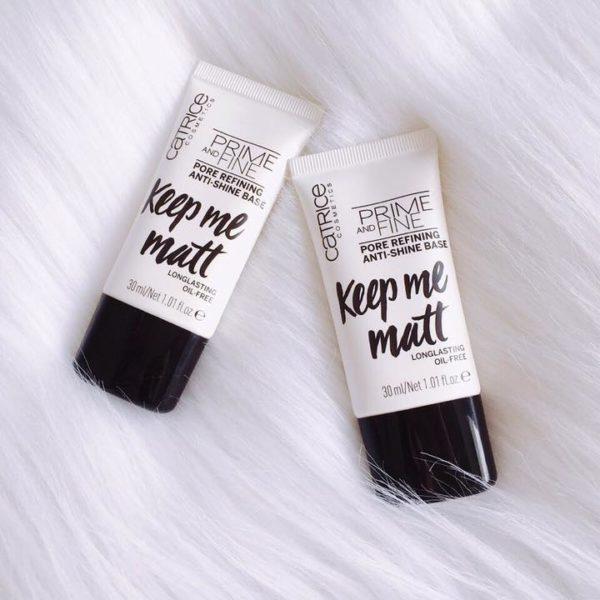 CATRICE
COSMETICS
PRIME
AND FINE
PORE REFINING
ANTI-SHINE BASE
Keep me
matt
LONGLASTING
OIL-FREE
30 ml/Net 1.01 fl.oz ℮
CATRICE
COSMETICS
PRIME
AND FINE
PORE REFINING
ANTI-SHINE BASE
Keep me
matt
LONGLASTING
OIL-FREE
30 ml/Net 1.01 fl.oz ℮